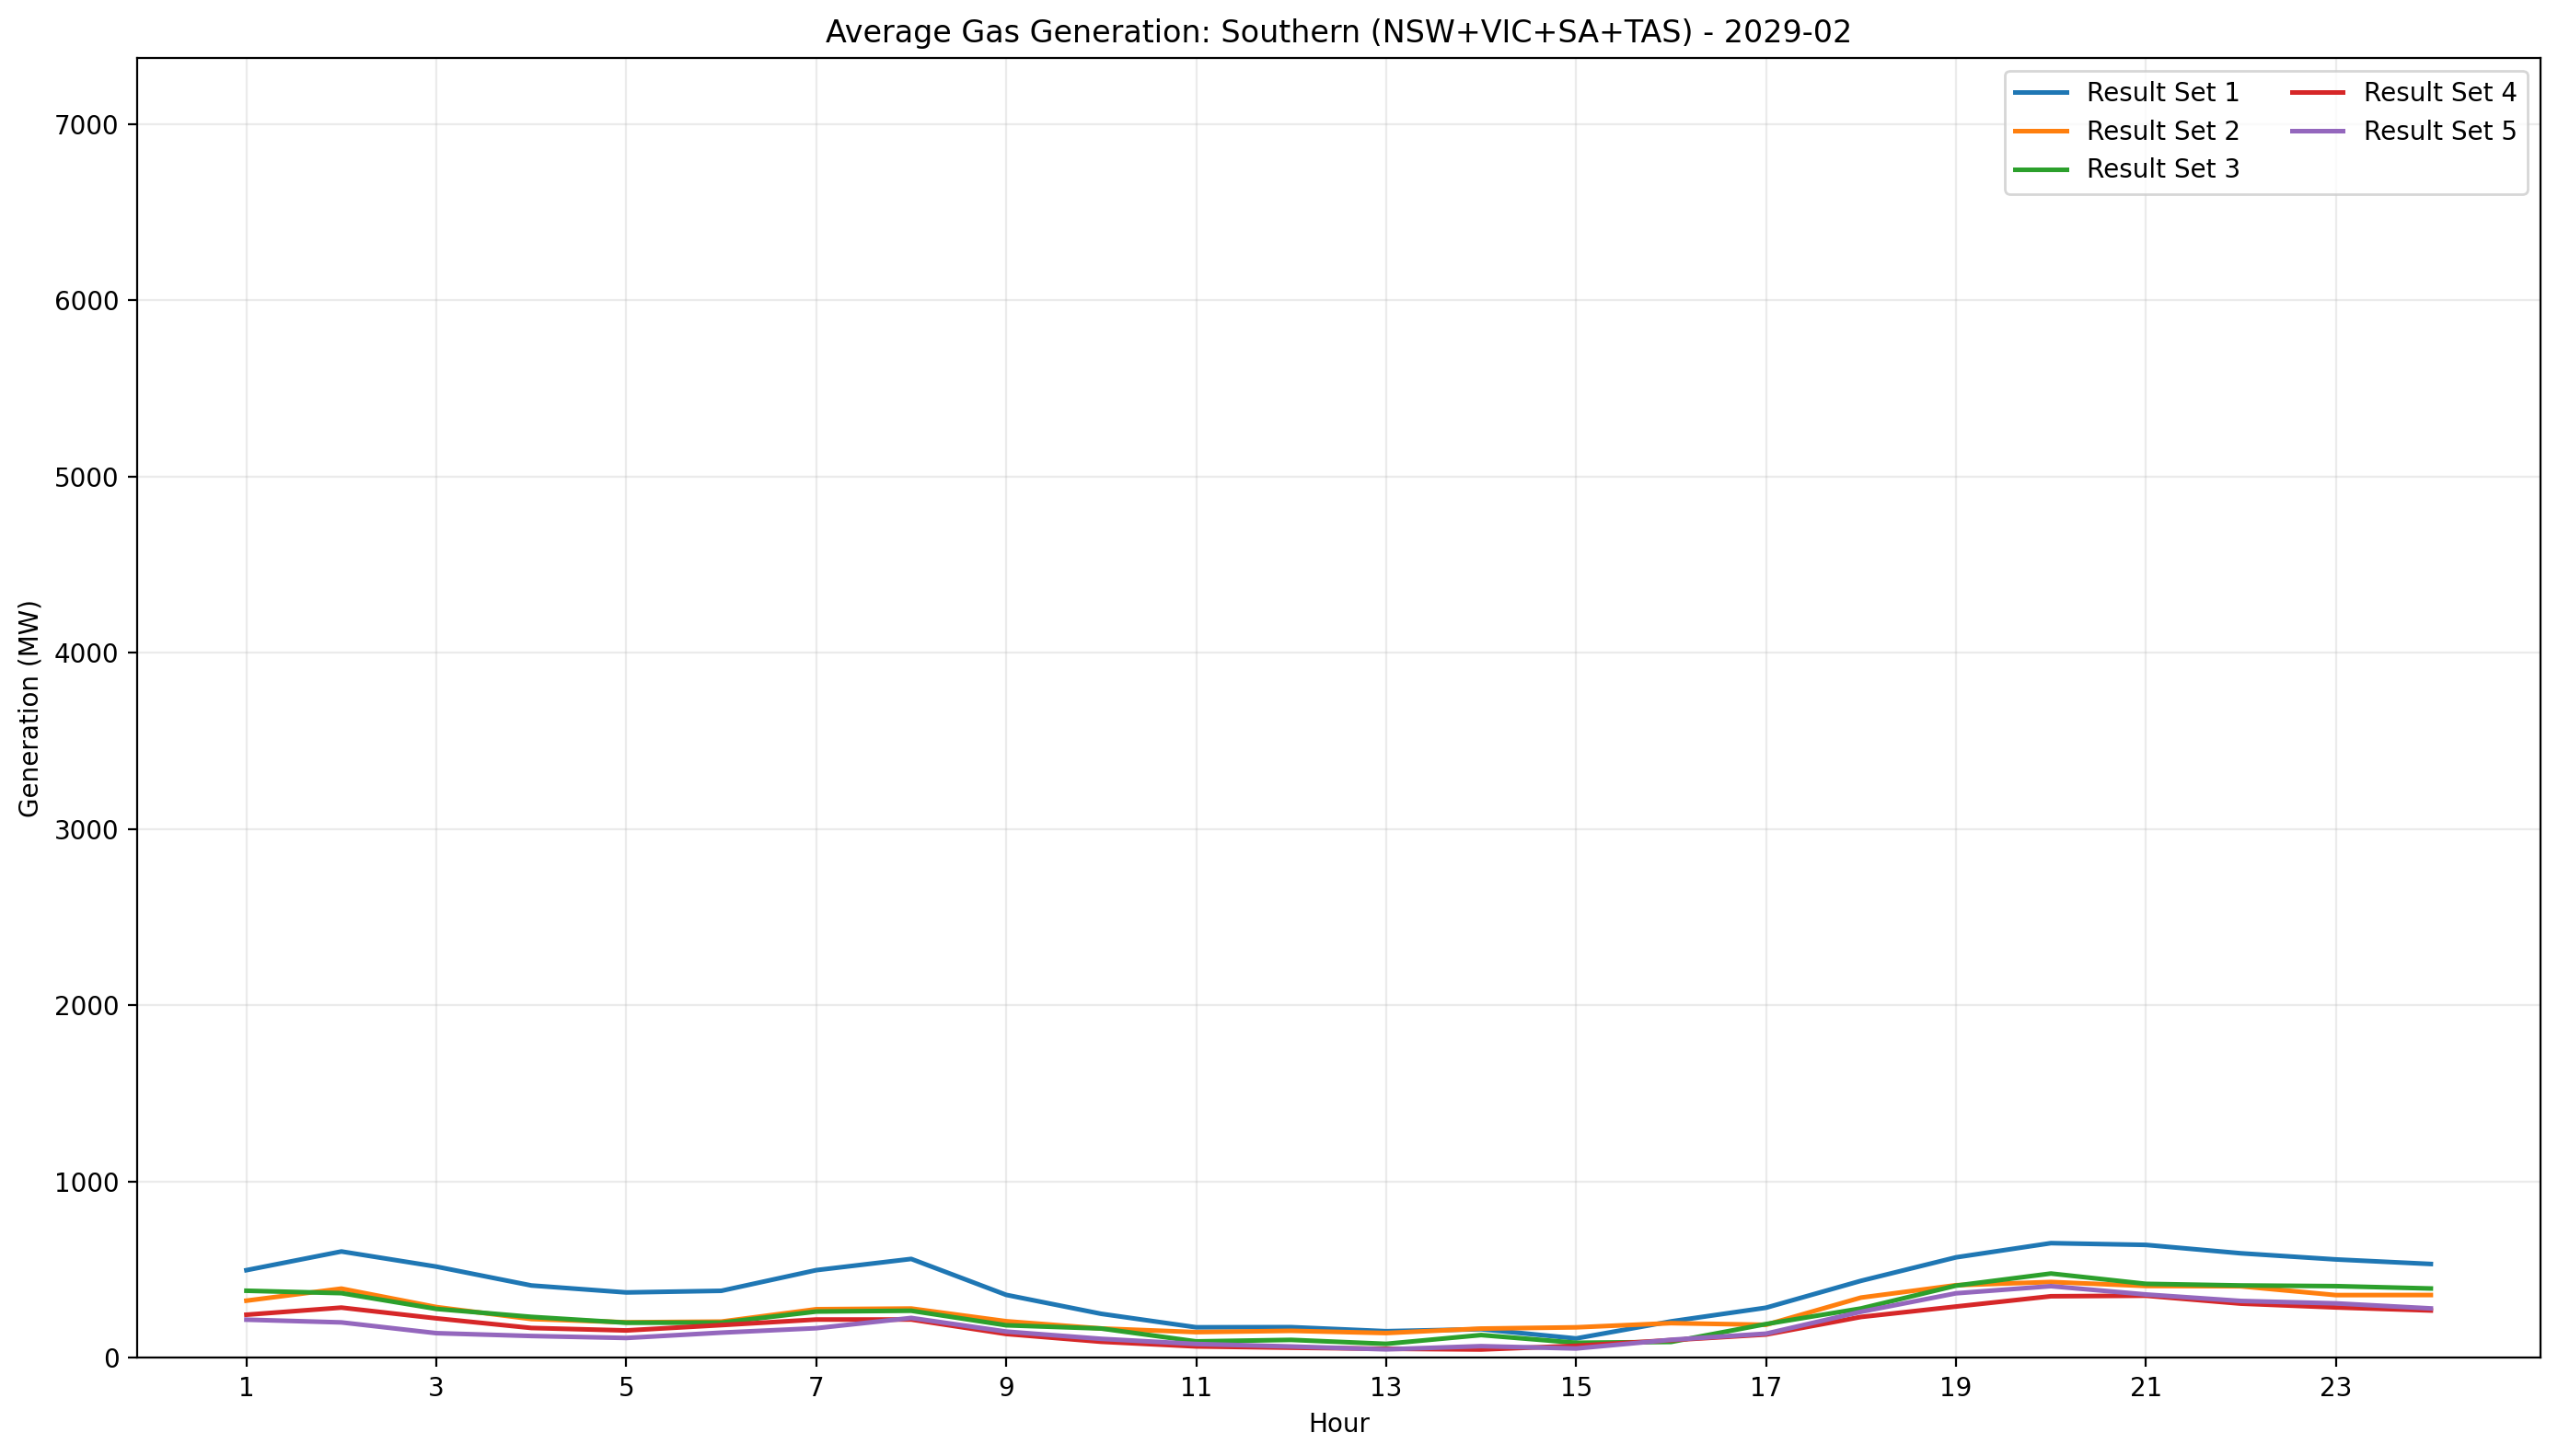 Average Gas Generation: Southern (NSW+VIC+SA+TAS) - 2029-02
Result Set 1
Result Set 2
Result Set 3
Result Set 4
Result Set 5
Generation (MW)
7000
6000
5000
4000
3000
2000
1000
0
1 3 5 7 9 11 13 15 17 19 21 23
Hour